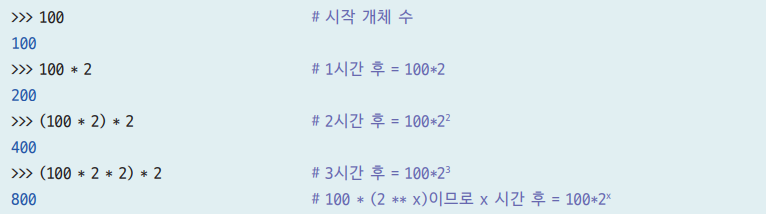 >>> 100 # 시작 개체 수
100
>>> 100 * 2 # 1시간 후 = 100*2
200
>>> (100 * 2) * 2 # 2시간 후 = 100*2²
400
>>> (100 * 2 * 2) * 2 # 3시간 후 = 100*2³
800 # 100 * (2 ** x)이므로 x 시간 후 = 100*2ˣ